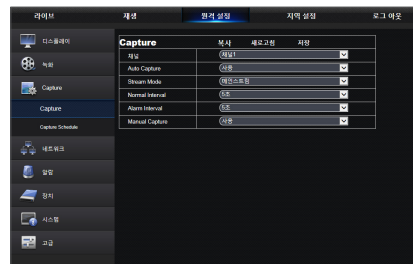 라이브 재생 원격 설정 지역 설정 로그 아웃
디스플레이
녹화
Capture
Capture
Capture Schedule
네트워크
알람
장치
시스템
고급
Capture 복사 새로고침 저장
채널 채널1
Auto Capture 사용
Stream Mode 메인스트림
Normal Interval 5초
Alarm Interval 5초
Manual Capture 사용